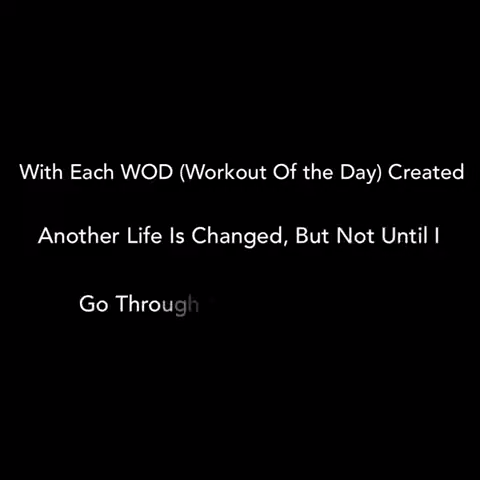 With Each WOD (Workout Of the Day) Created
Another Life Is Changed, But Not Until I
Go Through